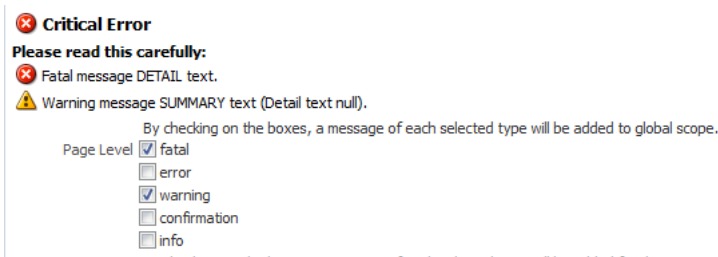 Critical Error
Please read this carefully:
Fatal message DETAIL text.
Warning message SUMMARY text (Detail text null).
By checking on the boxes, a message of each selected type will be added to global scope.
Page Level fatal
error
warning
confirmation
info